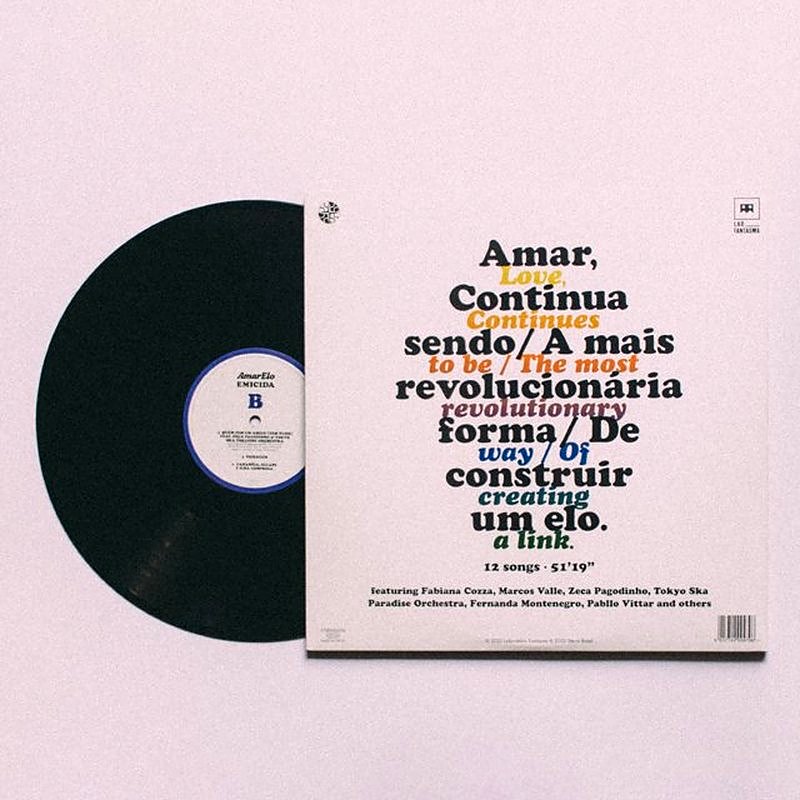 AmarElo
EMICIDA
B
LAB
FANTASMA
Amar,
Love,
Continua
Continues
sendo/ A mais
to be / The most
revolucionária
revolutionary
forma/ De
way / Of
construir
creating
um elo.
a link.
12 songs · 51'19”
featuring Fabiana Cozza, Marcos Valle, Zeca Pagodinho, Tokyo Ska
Paradise Orchestra, Fernanda Montenegro, Pabllo Vittar and others